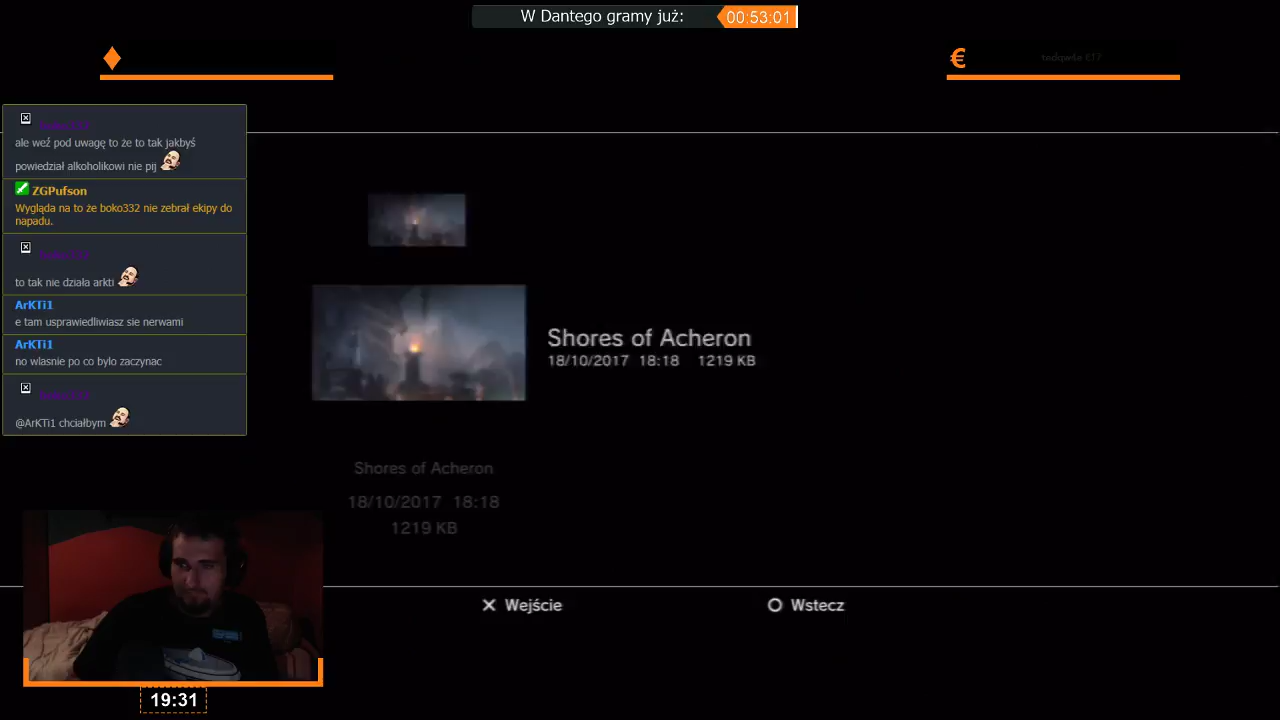 W Dantego gramy już:
00:53:01
€
ale weź pod uwagę to że to tak jakbyś
powiedział alkoholikowi nie pij
ZGPufson
Wygląda na to że boko332 nie zebrał ekipy do
napadu.
to tak nie działa arkti
ArKTi1
e tam usprawiedliwiasz sie nerwami
ArKTi1
no wlasnie po co bylo zaczynac
@ArKTi1 chciałbym
Shores of Acheron
18/10/2017 18:18 1219 KB
Shores of Acheron
18/10/2017 18:18
1219 KB
Wejście
Wstecz
19:31